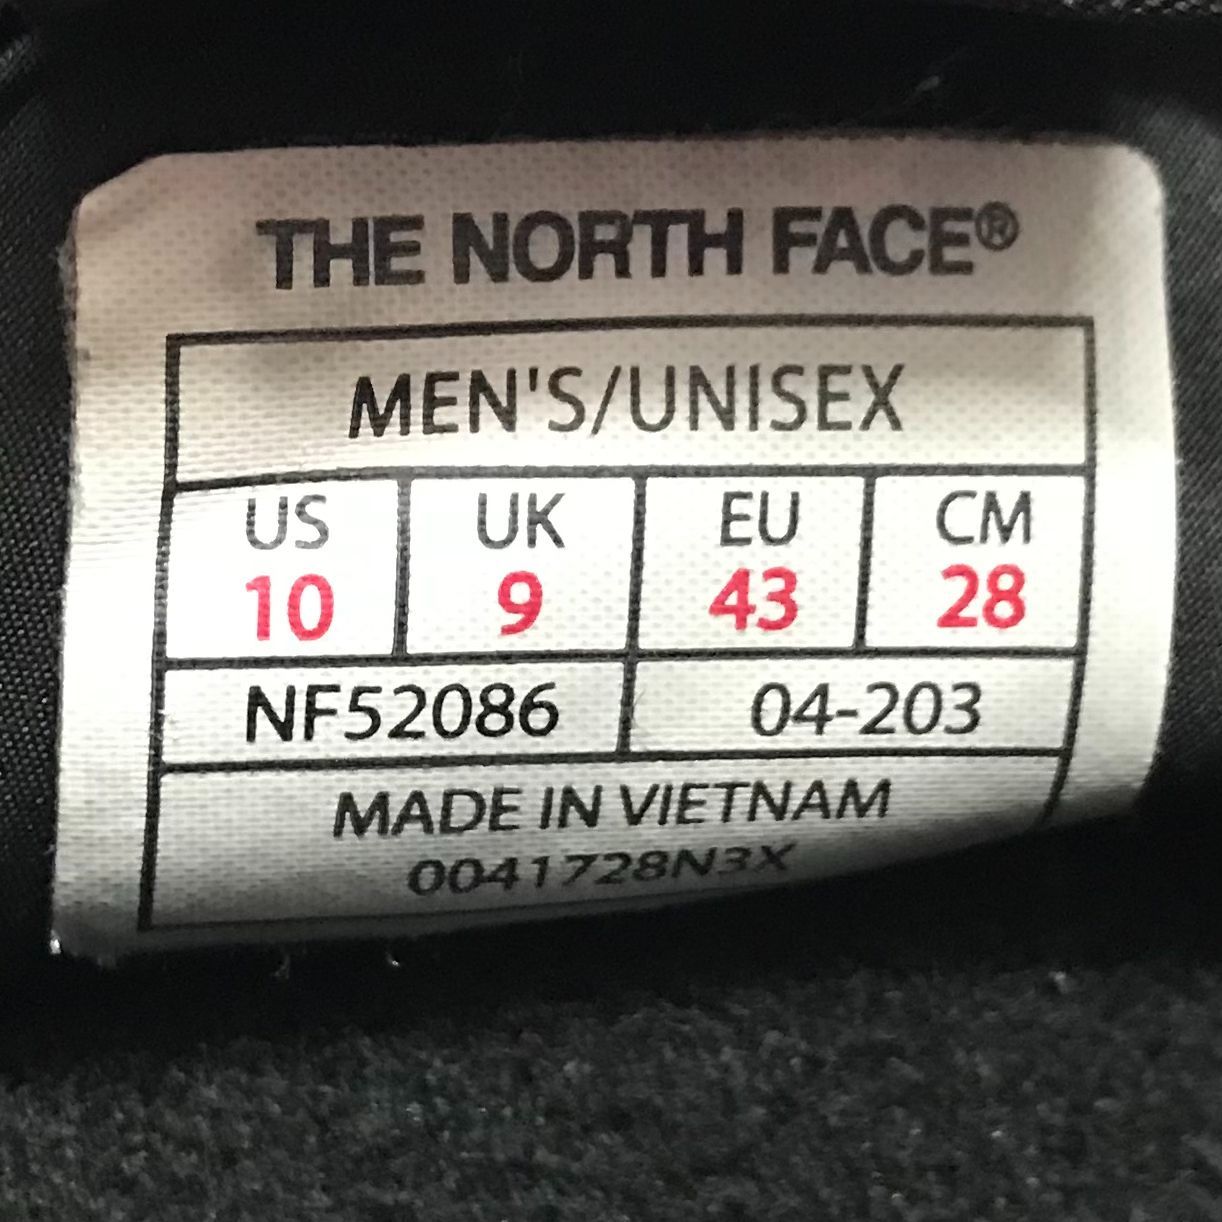 THE NORTH FACE®
MEN'S/UNISEX
US UK EU CM
10 9 43 28
NF52086 04-203
MADE IN VIETNAM
0041728N3X